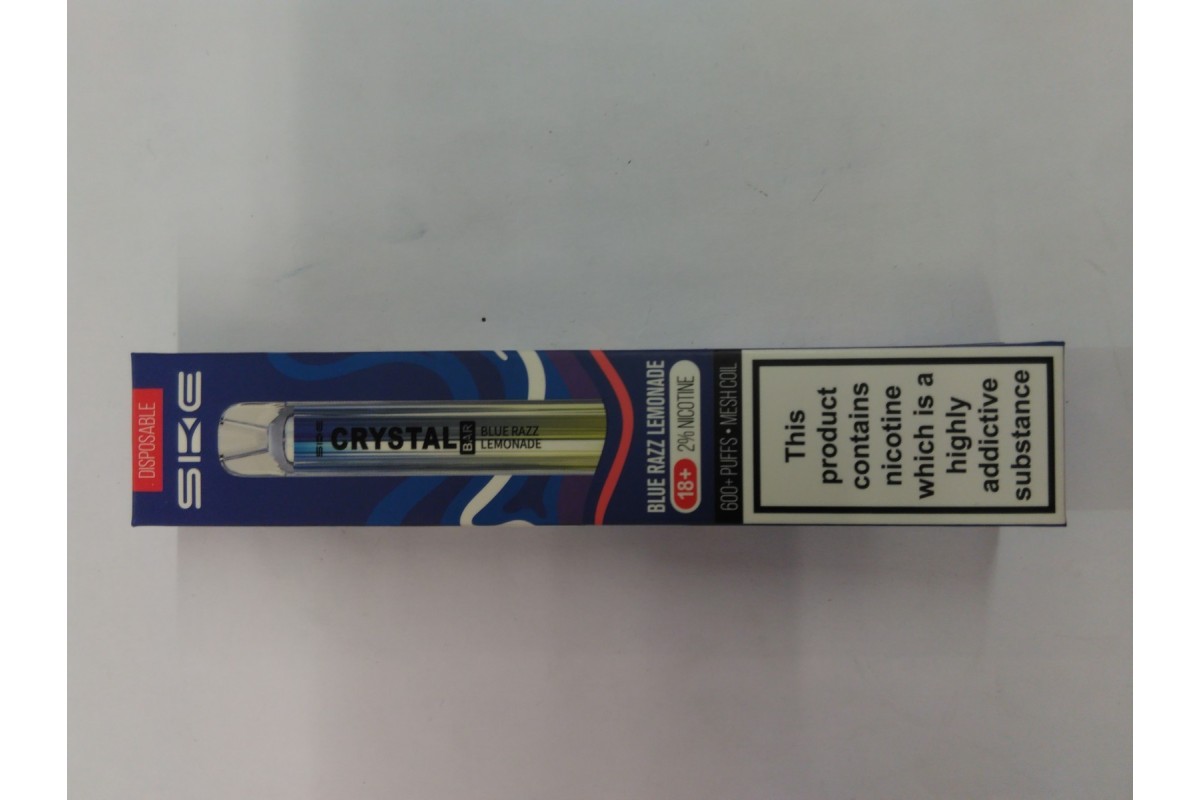 DISPOSABLE
SKE
SKE
CRYSTAL
BAR
BLUE RAZZ
LEMONADE
BLUE RAZZ LEMONADE
18+ 2% NICOTINE
600+ PUFFS • MESH COIL
This
product
contains
nicotine
which is a
highly
addictive
substance